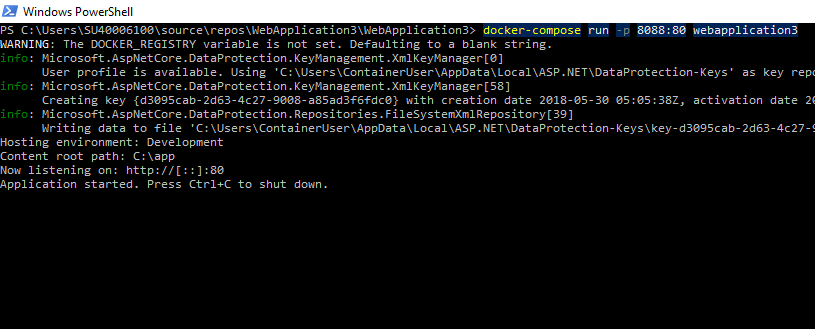 Windows PowerShell
PS C:\Users\SU40006100\source\repos\WebApplication3\WebApplication3> docker-compose run -p 8088:80 webapplication3
WARNING: The DOCKER_REGISTRY variable is not set. Defaulting to a blank string.
info: Microsoft.AspNetCore.DataProtection.KeyManagement.XmlKeyManager[0]
User profile is available. Using 'C:\Users\ContainerUser\AppData\Local\ASP.NET\DataProtection-Keys' as key repo
info: Microsoft.AspNetCore.DataProtection.KeyManagement.XmlKeyManager[58]
Creating key {d3095cab-2d63-4c27-9008-a85ad3f6fdc0} with creation date 2018-05-30 05:05:38Z, activation date 20
info: Microsoft.AspNetCore.DataProtection.Repositories.FileSystemXmlRepository[39]
Writing data to file 'C:\Users\ContainerUser\AppData\Local\ASP.NET\DataProtection-Keys\key-d3095cab-2d63-4c27-9
Hosting environment: Development
Content root path: C:\app
Now listening on: http://[::]:80
Application started. Press Ctrl+C to shut down.